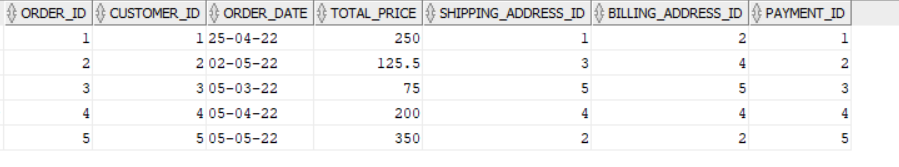 ORDER_ID CUSTOMER_ID ORDER_DATE TOTAL_PRICE SHIPPING_ADDRESS_ID BILLING_ADDRESS_ID PAYMENT_ID
1 1 25-04-22 250 1 2 1
2 2 02-05-22 125.5 3 4 2
3 3 05-03-22 75 5 5 3
4 4 05-04-22 200 4 4 4
5 5 05-05-22 350 2 2 5